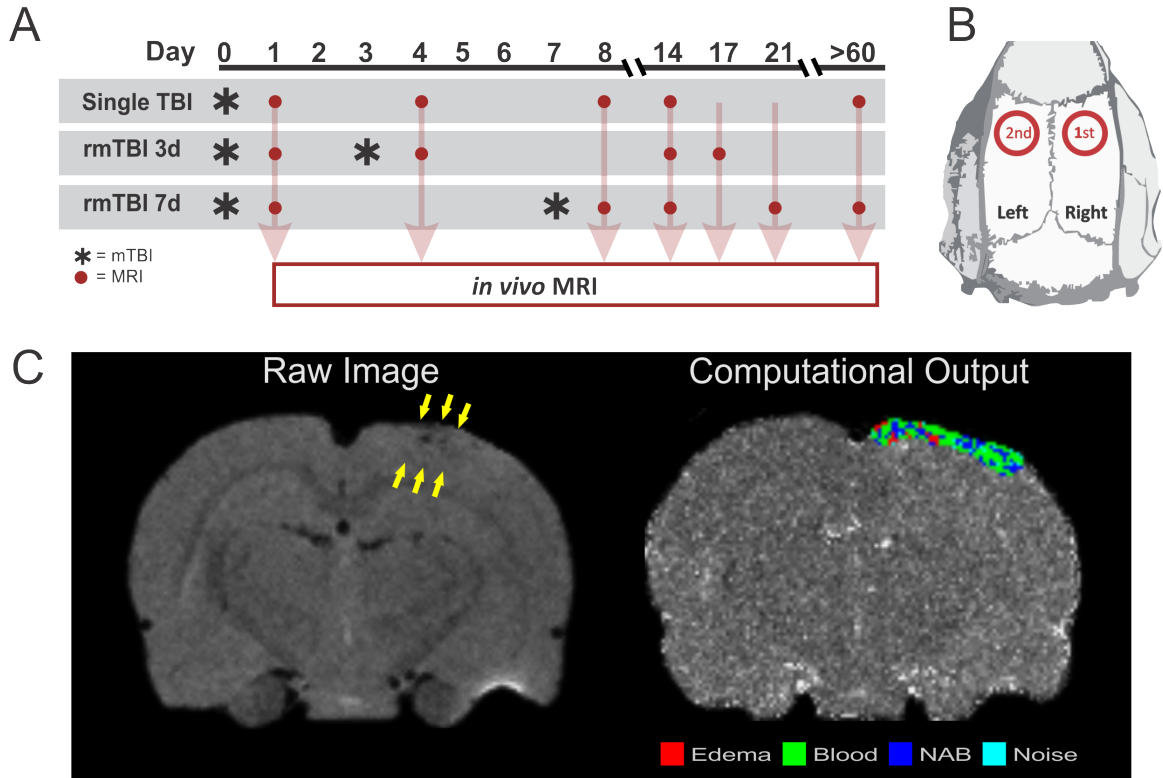 A
Day 0 1 2 3 4 5 6 7 8 14 17 21 >60
Single TBI * *
rmTBI 3d * *
rmTBI 7d * *
* = mTBI
= MRI
in vivo MRI
B
2nd 1st
Left Right
C
Raw Image Computational Output
Edema Blood NAB Noise